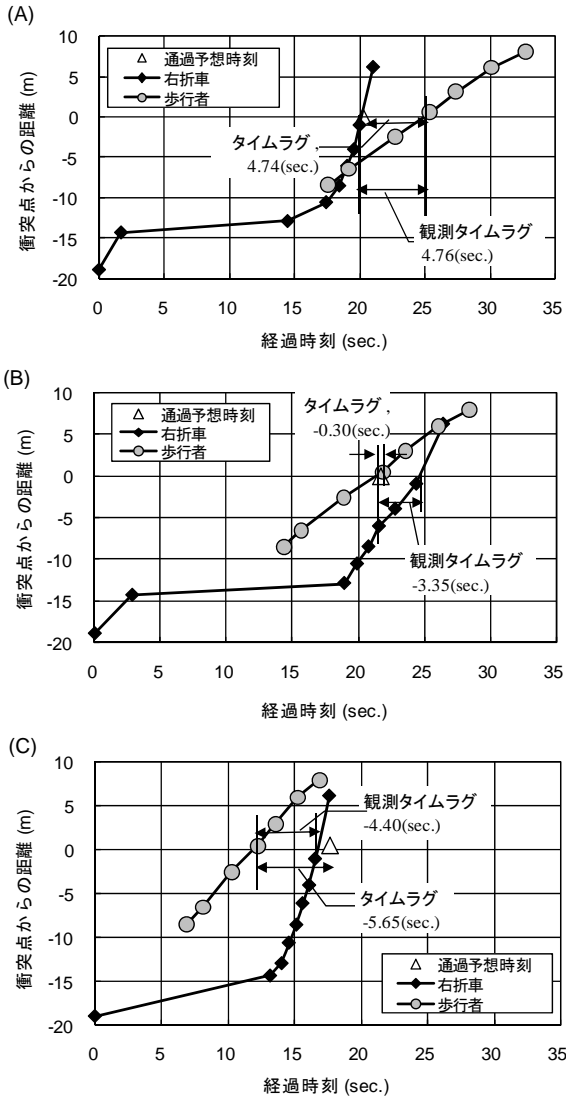 (A)
10
5
0
-5
-10
-15
-20
衝突点からの距離 (m)
通過予想時刻
右折車
歩行者
タイムラグ,
4.74(sec.)
観測タイムラグ
4.76(sec.)
0 5 10 15 20 25 30 35
経過時刻 (sec.)
(B)
10
5
0
-5
-10
-15
-20
衝突点からの距離 (m)
通過予想時刻
右折車
歩行者
タイムラグ,
-0.30(sec.)
観測タイムラグ
-3.35(sec.)
0 5 10 15 20 25 30 35
経過時刻 (sec.)
(C)
10
5
0
-5
-10
-15
-20
衝突点からの距離 (m)
観測タイムラグ
-4.40(sec.)
タイムラグ
-5.65(sec.)
通過予想時刻
右折車
歩行者
0 5 10 15 20 25 30 35
経過時刻 (sec.)